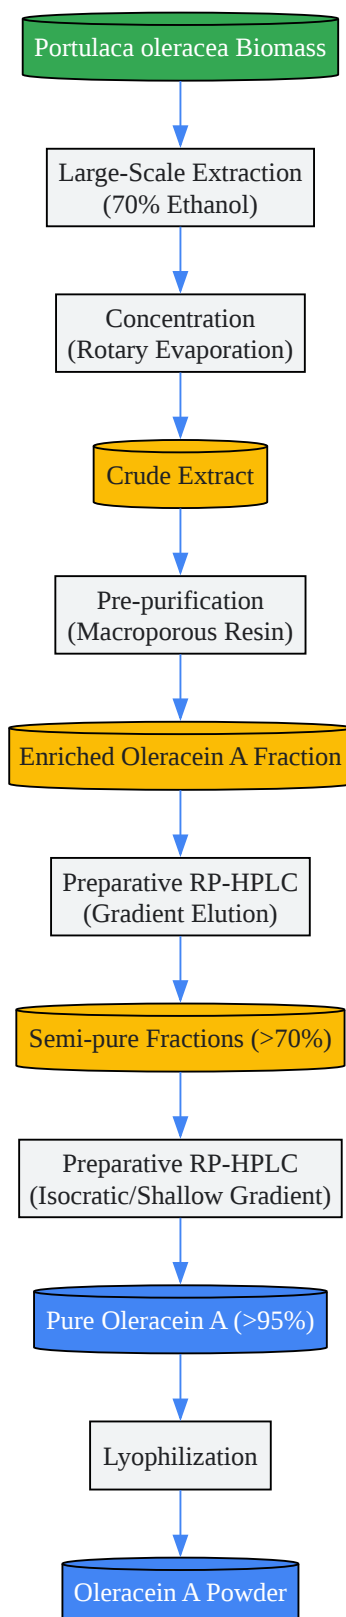 Portulaca oleracea Biomass
Large-Scale Extraction
(70% Ethanol)
Concentration
(Rotary Evaporation)
Crude Extract
Pre-purification
(Macroporous Resin)
Enriched Oleracein A Fraction
Preparative RP-HPLC
(Gradient Elution)
Semi-pure Fractions (>70%)
Preparative RP-HPLC
(Isocratic/Shallow Gradient)
Pure Oleracein A (>95%)
Lyophilization
Oleracein A Powder